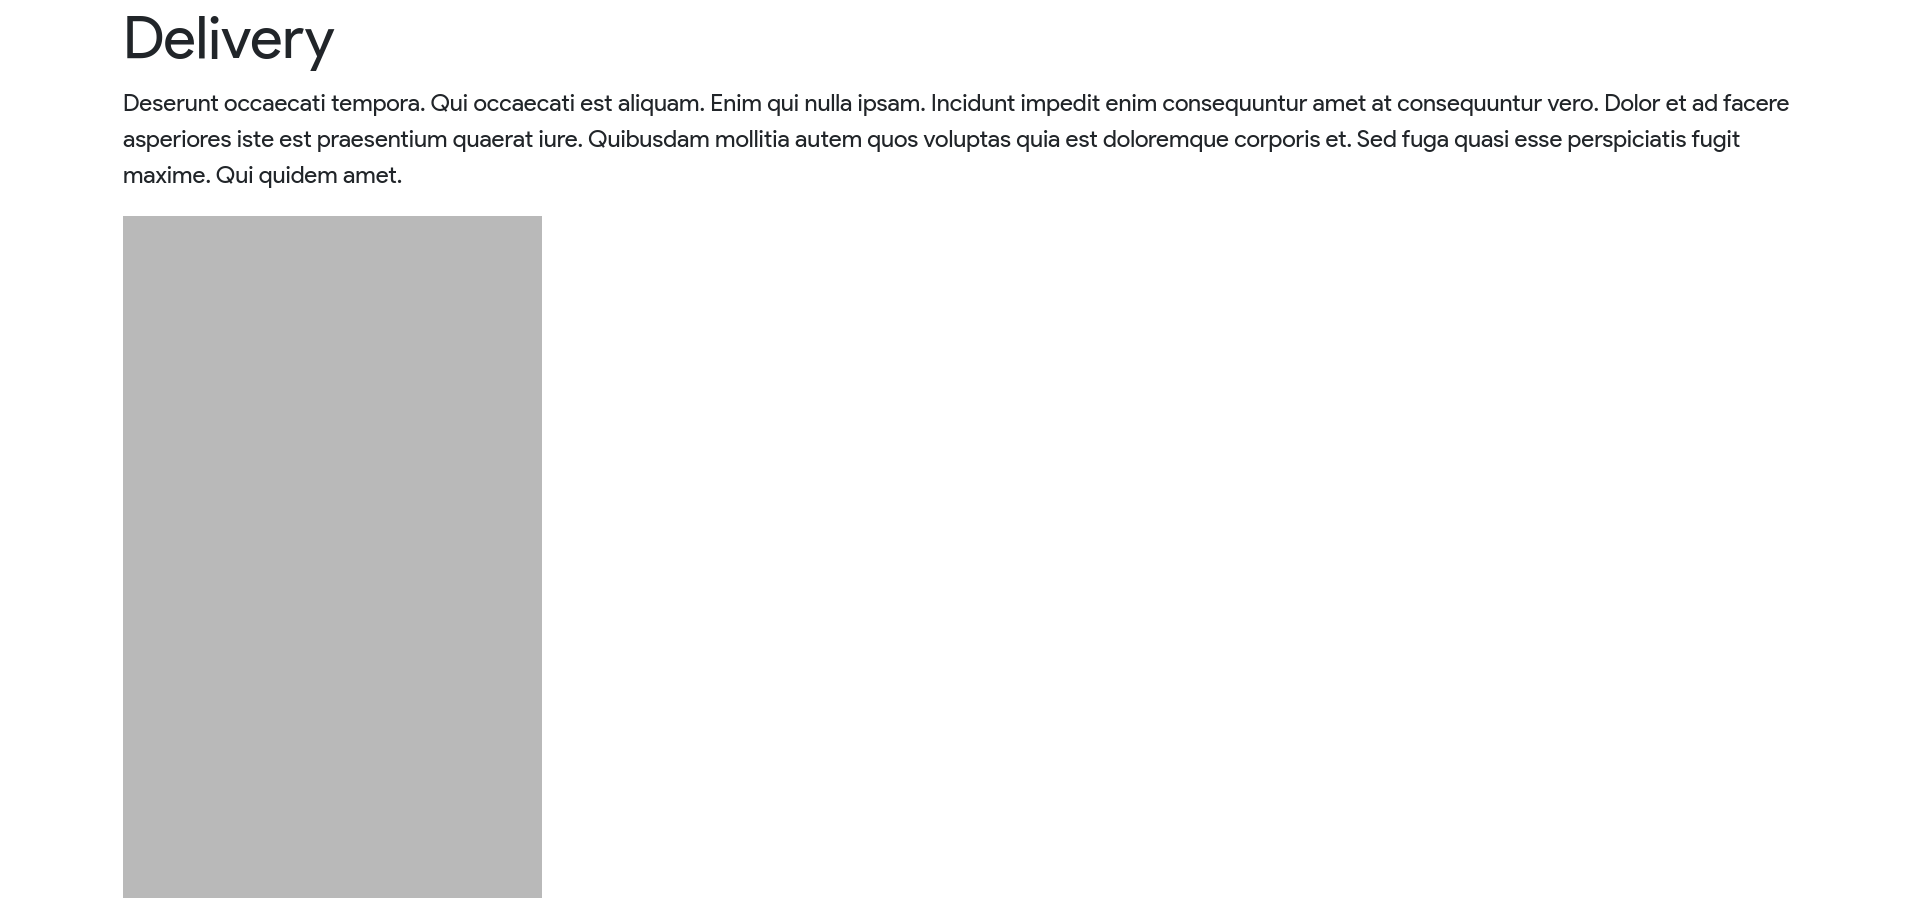 Delivery
Deserunt occaecati tempora. Qui occaecati est aliquam. Enim qui nulla ipsam. Incidunt impedit enim consequuntur amet at consequuntur vero. Dolor et ad facere
asperiores iste est praesentium quaerat iure. Quibusdam mollitia autem quos voluptas quia est doloremque corporis et. Sed fuga quasi esse perspiciatis fugit
maxime. Qui quidem amet.